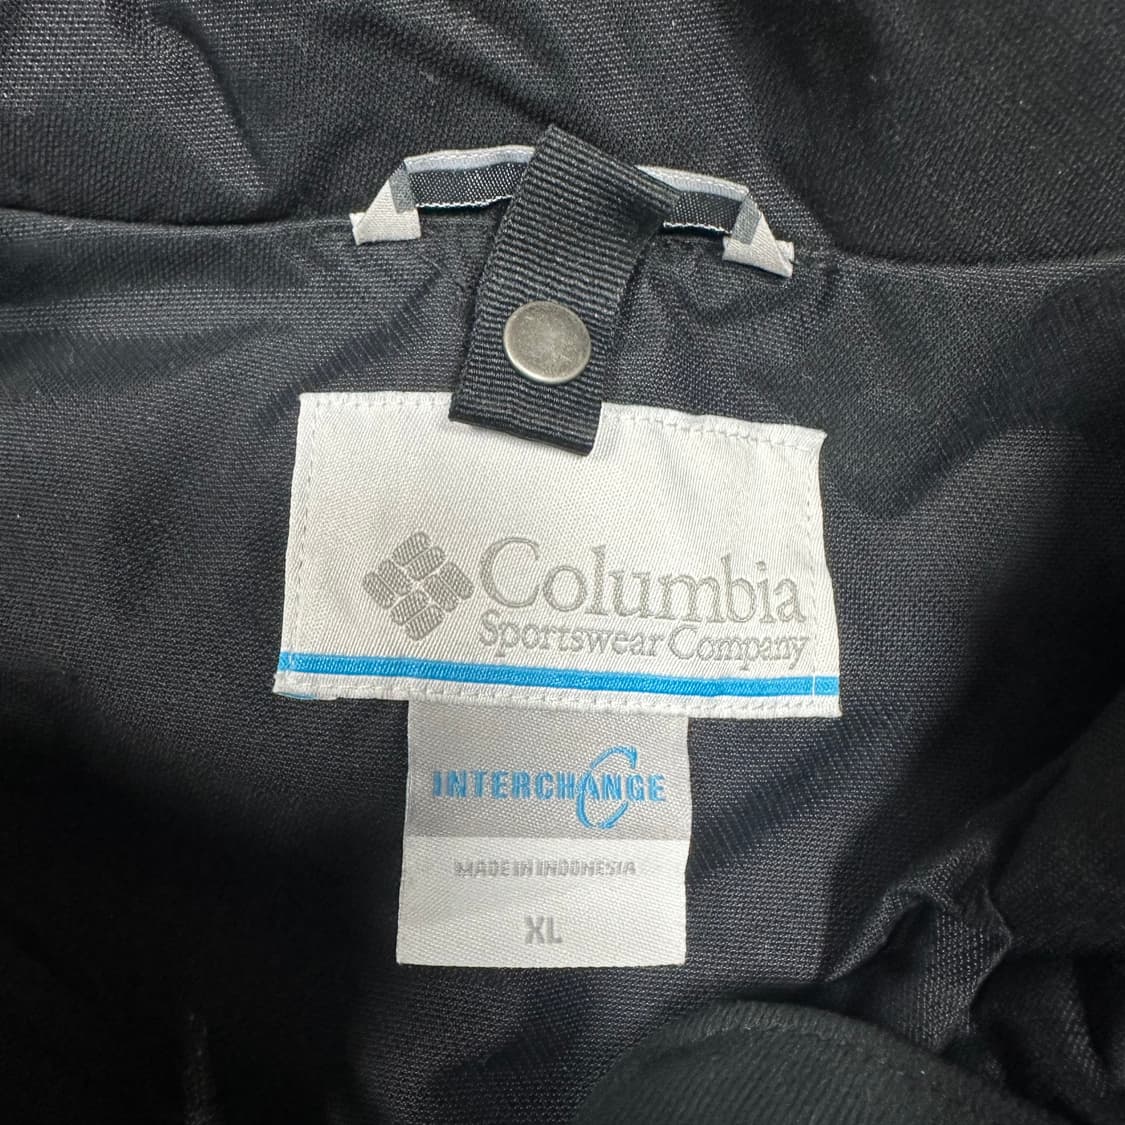 Columbia
Sportswear Company
INTERCHANGE
MADE IN INDONESIA
XL